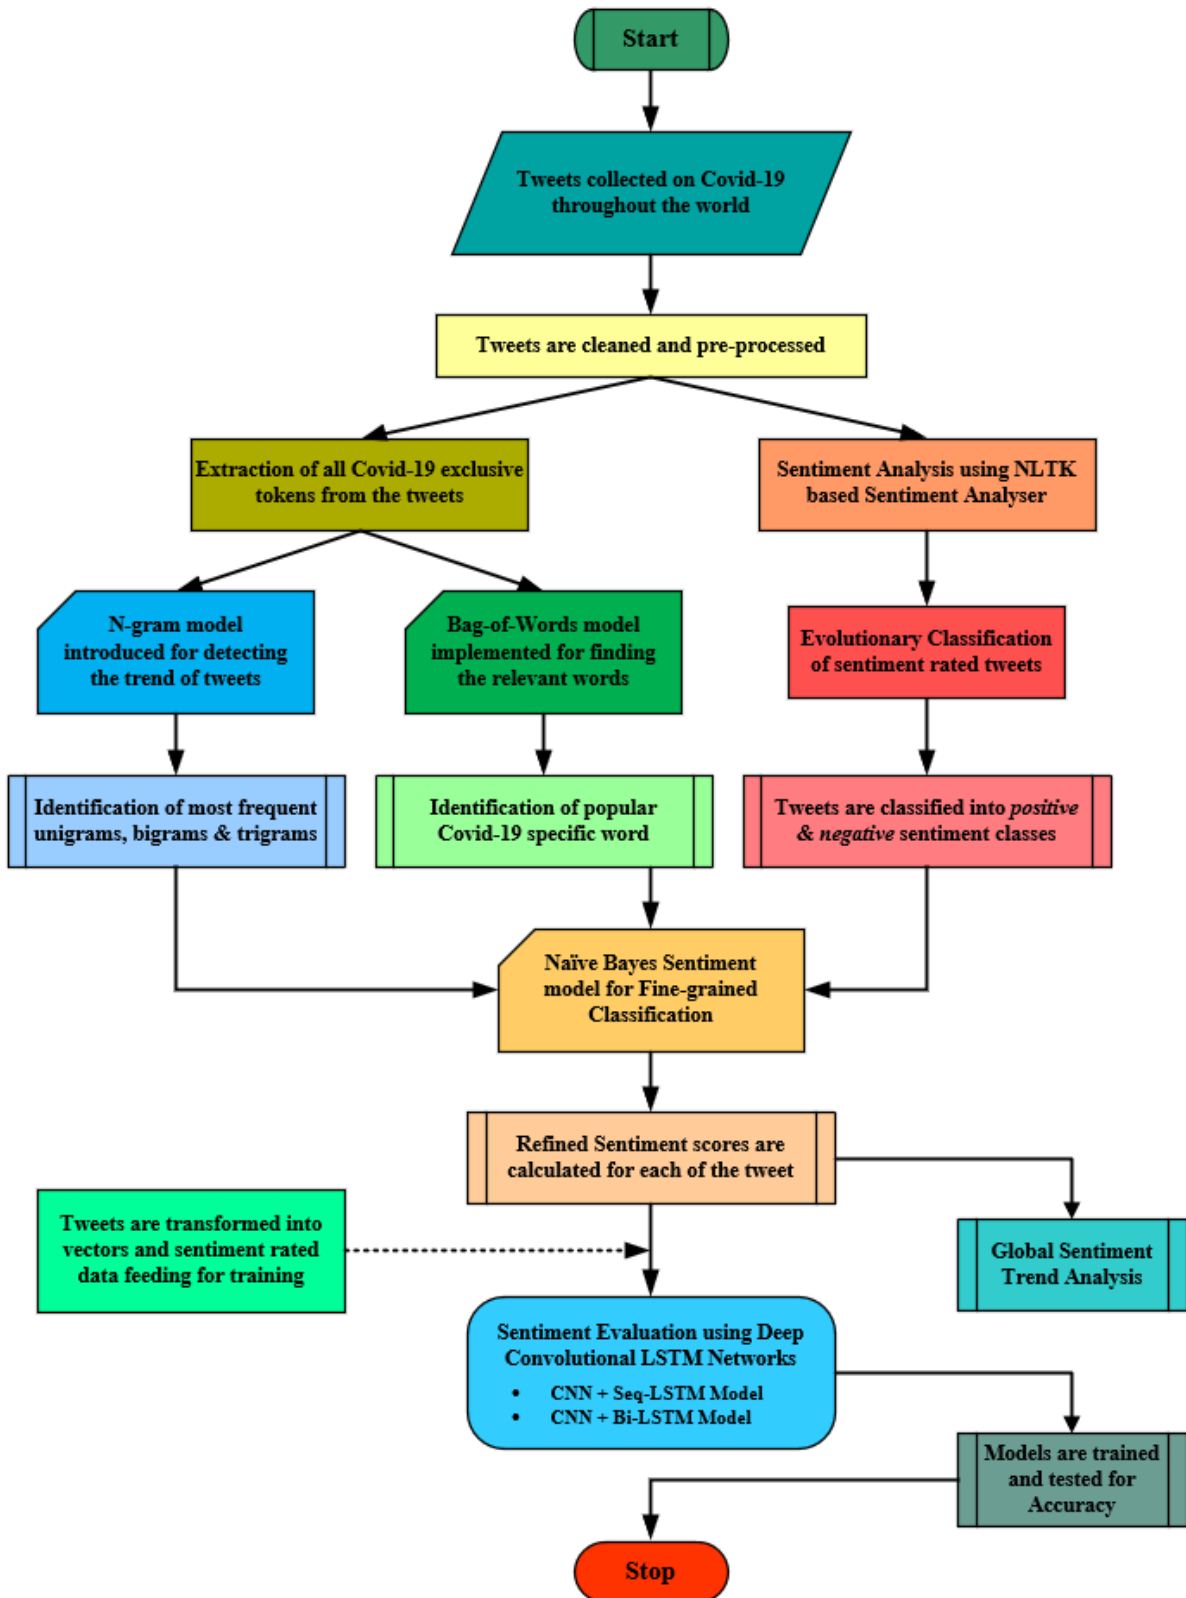 Start
Tweets collected on Covid-19
throughout the world
Tweets are cleaned and pre-processed
Extraction of all Covid-19 exclusive
tokens from the tweets
Sentiment Analysis using NLTK
based Sentiment Analyser
N-gram model
introduced for detecting
the trend of tweets
Bag-of-Words model
implemented for finding
the relevant words
Evolutionary Classification
of sentiment rated tweets
Identification of most frequent
unigrams, bigrams & trigrams
Identification of popular
Covid-19 specific word
Tweets are classified into positive
& negative sentiment classes
Naïve Bayes Sentiment
model for Fine-grained
Classification
Refined Sentiment scores are
calculated for each of the tweet
Tweets are transformed into
vectors and sentiment rated
data feeding for training
Global Sentiment
Trend Analysis
Sentiment Evaluation using Deep
Convolutional LSTM Networks
• CNN + Seq-LSTM Model
• CNN + Bi-LSTM Model
Models are trained
and tested for
Accuracy
Stop